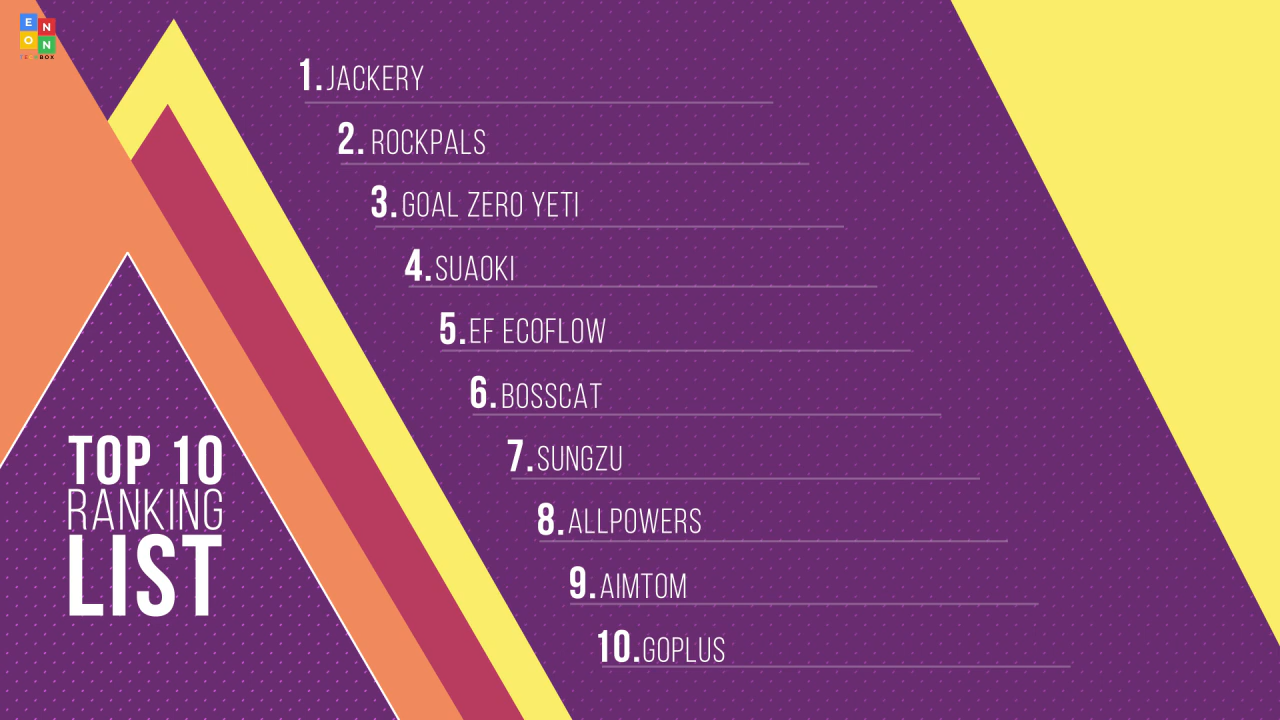 E N
O N
TECHBOX
1. JACKERY
2. ROCKPALS
3. GOAL ZERO YETI
4. SUAOKI
5. EF ECOFLOW
6. BOSSCAT
7. SUNGZU
8. ALLPOWERS
9. AIMTOM
10. GOPLUS
TOP 10
RANKING
LIST